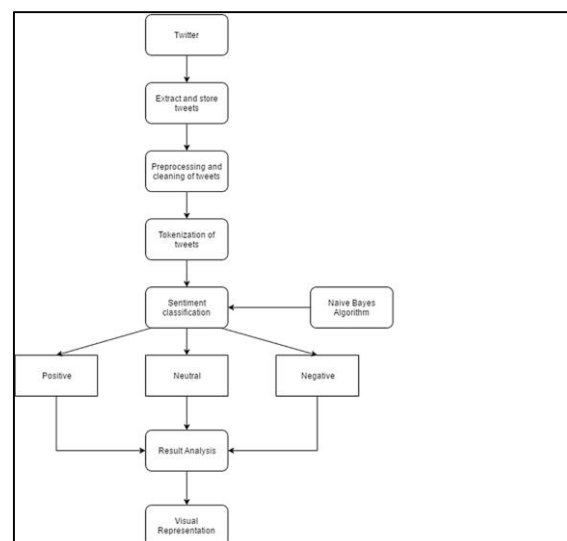 Twitter
Extract and store
tweets
Preprocessing and
cleaning of tweets
Tokenization of
tweets
Sentiment
classification
Naive Bayes
Algorithm
Positive
Neutral
Negative
Result Analysis
Visual
Representation